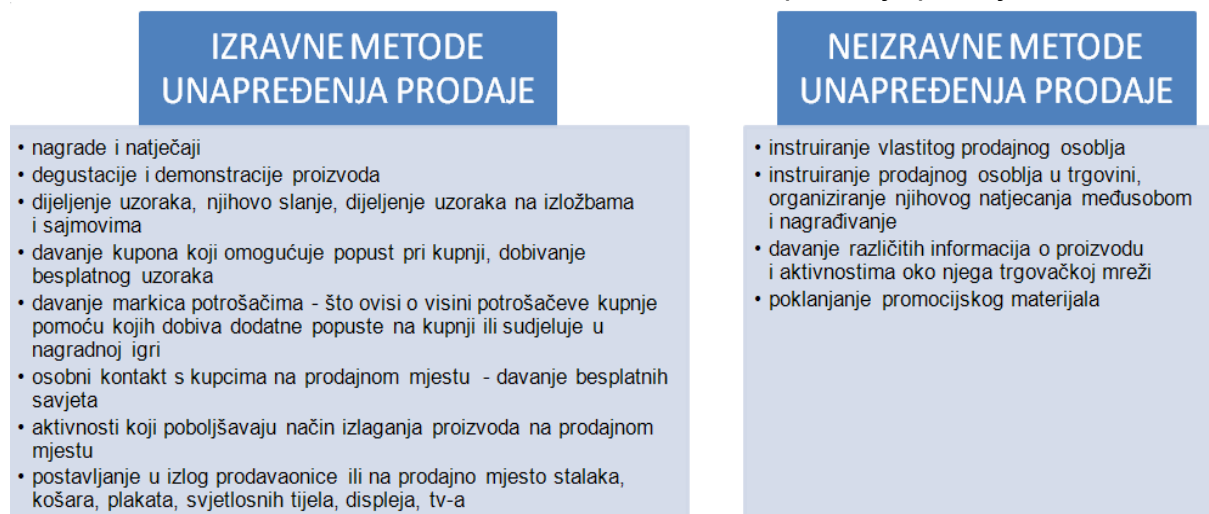 IZRAVNE METODE
UNAPREĐENJA PRODAJE
• nagrade i natječaji
• degustacije i demonstracije proizvoda
• dijeljenje uzoraka, njihovo slanje, dijeljenje uzoraka na izložbama
i sajmovima
• davanje kupona koji omogućuje popust pri kupnji, dobivanje
besplatnog uzoraka
• davanje markica potrošačima - što ovisi o visini potrošačeve kupnje
pomoću kojih dobiva dodatne popuste na kupnji ili sudjeluje u
nagradnoj igri
• osobni kontakt s kupcima na prodajnom mjestu - davanje besplatnih
savjeta
• aktivnosti koji poboljšavaju način izlaganja proizvoda na prodajnom
mjestu
• postavljanje u izlog prodavaonice ili na prodajno mjesto stalaka,
košara, plakata, svjetlosnih tijela, displeja, tv-a
NEIZRAVNE METODE
UNAPREĐENJA PRODAJE
• instruiranje vlastitog prodajnog osoblja
• instruiranje prodajnog osoblja u trgovini,
organiziranje njihovog natjecanja međusobom
i nagrađivanje
• davanje različitih informacija o proizvodu
i aktivnostima oko njega trgovačkoj mreži
• poklanjanje promocijskog materijala